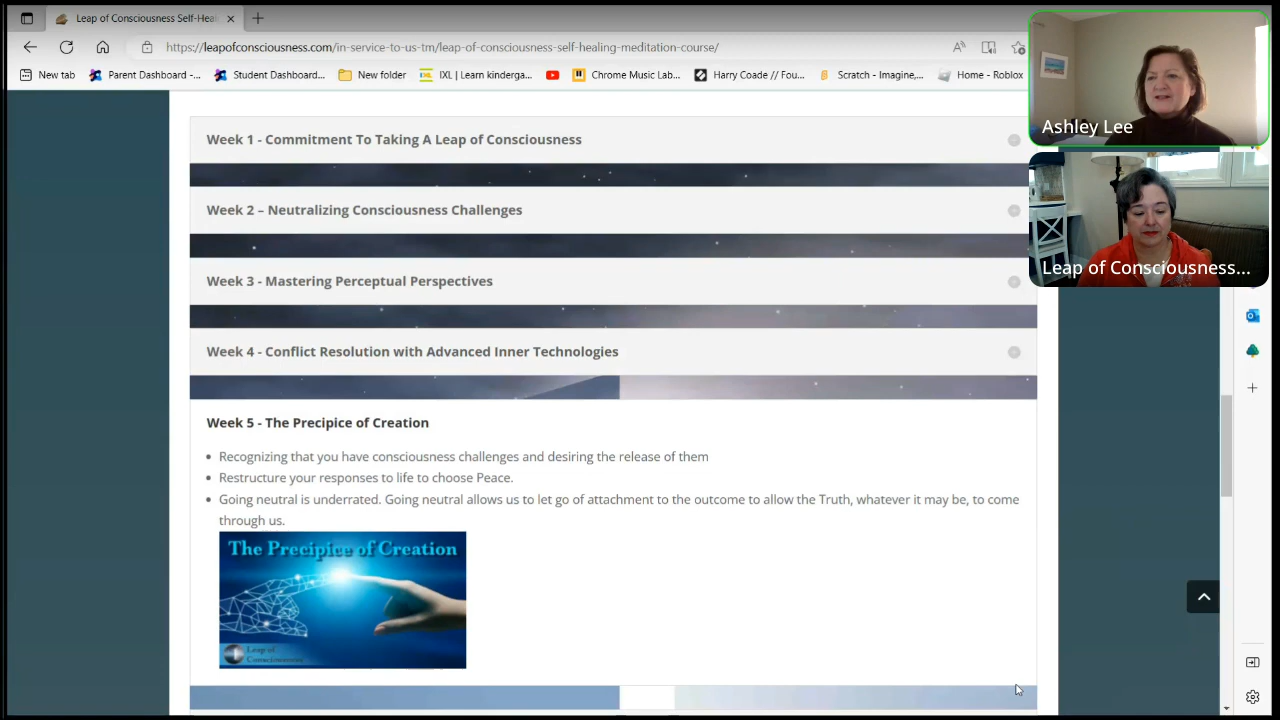 Leap of Consciousness Self-Heal
https://leapofconsciousness.com/in-service-to-us-tm/leap-of-consciousness-self-healing-meditation-course/
New tab
Parent Dashboard -...
Student Dashboard...
New folder
IXL | Learn kinderga...
Chrome Music Lab...
Harry Coade // Fou...
Scratch - Imagine,...
Home - Roblox
Ashley Lee
Leap of Consciousness...
Week 1 - Commitment To Taking A Leap of Consciousness
Week 2 – Neutralizing Consciousness Challenges
Week 3 - Mastering Perceptual Perspectives
Week 4 - Conflict Resolution with Advanced Inner Technologies
Week 5 - The Precipice of Creation
Recognizing that you have consciousness challenges and desiring the release of them
Restructure your responses to life to choose Peace.
Going neutral is underrated. Going neutral allows us to let go of attachment to the outcome to allow the Truth, whatever it may be, to come
through us.
The Precipice of Creation
Leap of
Consciousness